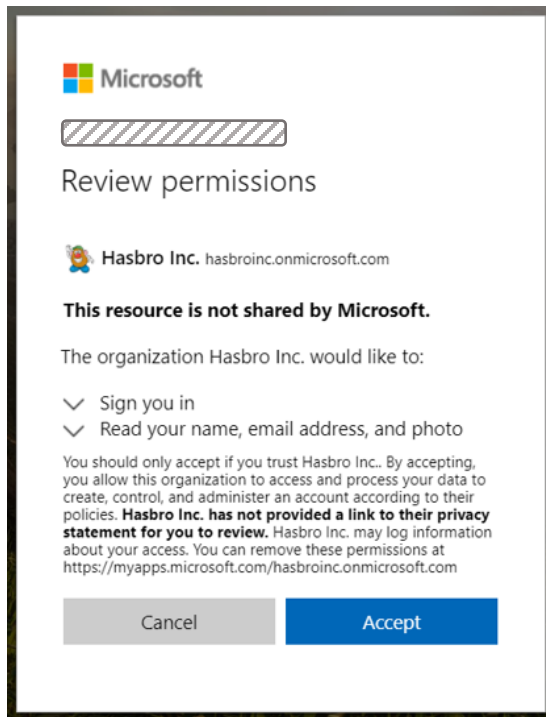 Microsoft
Review permissions
Hasbro Inc. hasbroinc.onmicrosoft.com
This resource is not shared by Microsoft.
The organization Hasbro Inc. would like to:
Sign you in
Read your name, email address, and photo
You should only accept if you trust Hasbro Inc.. By accepting,
you allow this organization to access and process your data to
create, control, and administer an account according to their
policies. Hasbro Inc. has not provided a link to their privacy
statement for you to review. Hasbro Inc. may log information
about your access. You can remove these permissions at
https://myapps.microsoft.com/hasbroinc.onmicrosoft.com
Cancel
Accept